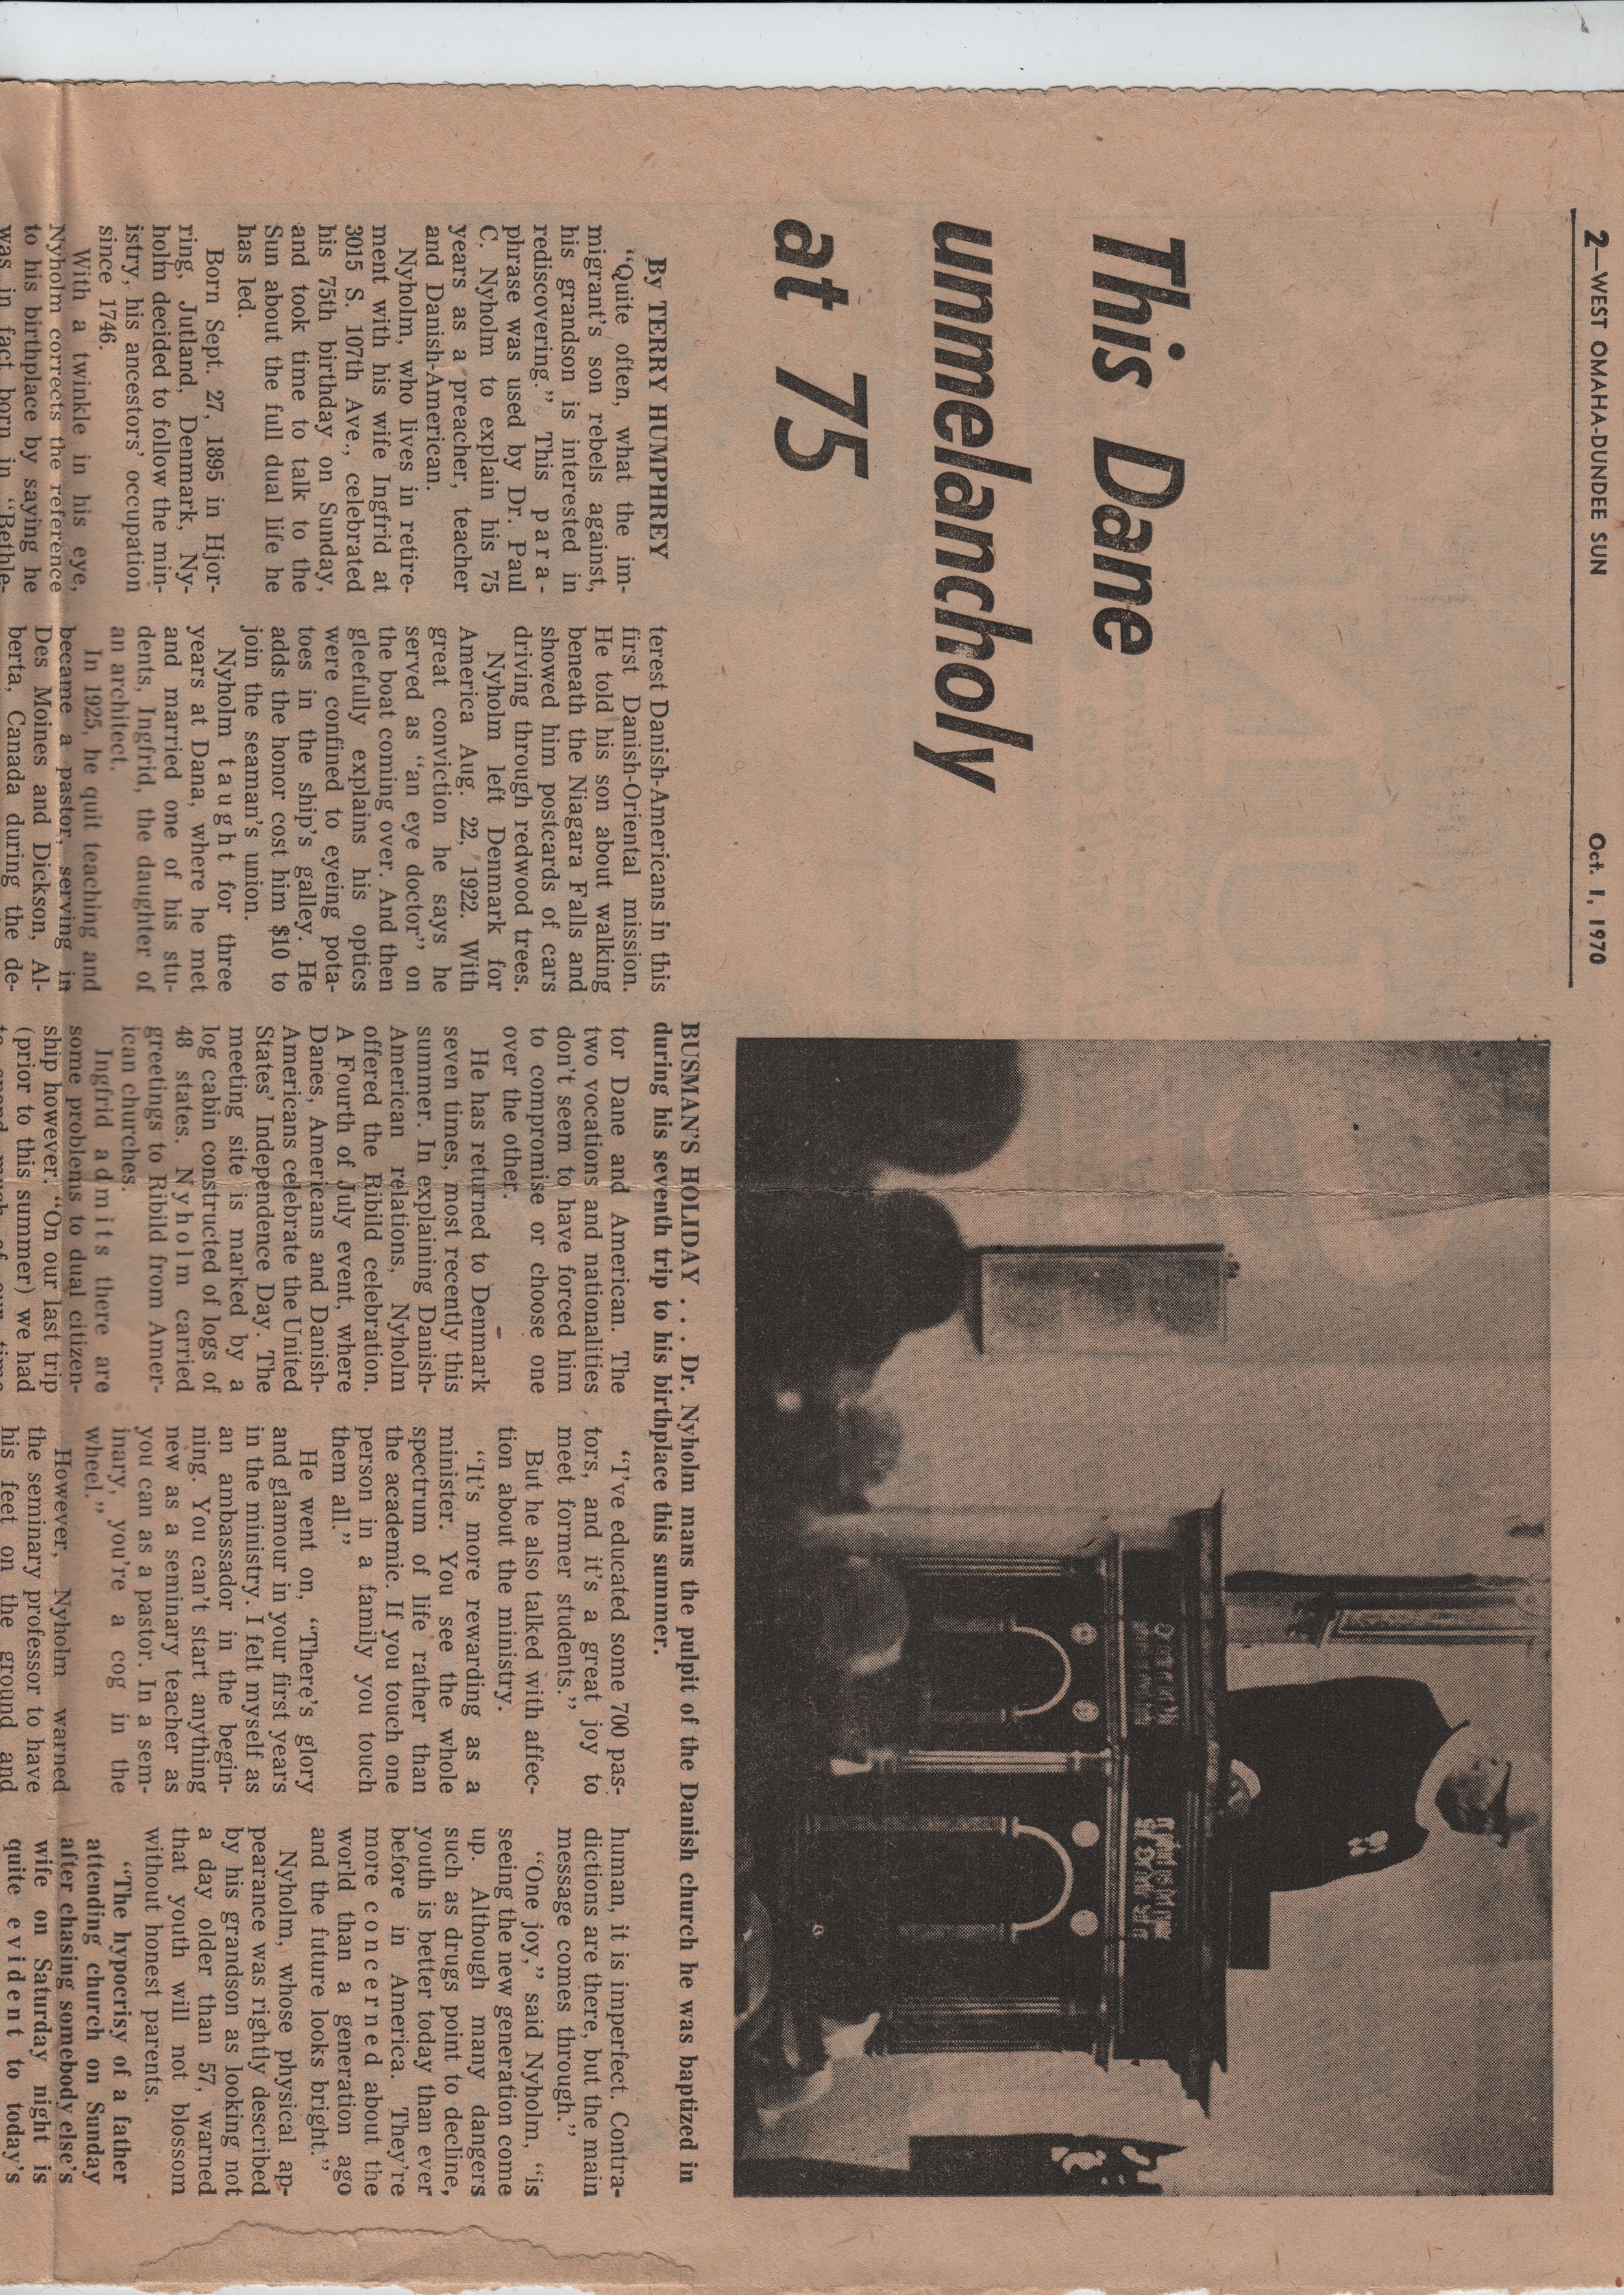 2—WEST OMAHA-DUNDEE SUN
Oct. 1, 1970
This Dane
unmelancholy
at 75
By TERRY HUMPHREY
"Quite often, what the im-
migrant's son rebels against,
his grandson is interested in
rediscovering." This para-
phrase was used by Dr. Paul
C. Nyholm to explain his 75
years as a preacher, teacher
and Danish-American.
Nyholm, who lives in retire-
ment with his wife Ingfrid at
3015 S. 107th Ave., celebrated
his 75th birthday on Sunday,
and took time to talk to the
Sun about the full dual life he
has led.
Born Sept. 27, 1895 in Hjor-
ring, Jutland, Denmark, Ny-
holm decided to follow the min-
istry, his ancestors' occupation
since 1746.
With a twinkle in his eye,
Nyholm corrects the reference
to his birthplace by saying he
was in fact born in "Bethle-
terest Danish-Americans in this
first Danish-Oriental mission.
He told his son about walking
beneath the Niagara Falls and
showed him postcards of cars
driving through redwood trees.
Nyholm left Denmark for
America Aug. 22, 1922. With
great conviction he says he
served as "an eye doctor" on
the boat coming over. And then
gleefully explains his optics
were confined to eyeing pota-
toes in the ship's galley. He
adds the honor cost him $10 to
join the seaman's union.
Nyholm taught for three
years at Dana, where he met
and married one of his stu-
dents, Ingfrid, the daughter of
an architect.
In 1925, he quit teaching and
became a pastor, serving in
Des Moines and Dickson, Al-
berta, Canada during the de-
BUSMAN'S HOLIDAY . . . Dr. Nyholm mans the pulpit of the Danish church he was baptized in
during his seventh trip to his birthplace this summer.
tor Dane and American. The
two vocations and nationalities
don't seem to have forced him
to compromise or choose one
over the other.
He has returned to Denmark
seven times, most recently this
summer. In explaining Danish-
American relations, Nyholm
offered the Ribild celebration.
A Fourth of July event, where
Danes, Americans and Danish-
Americans celebrate the United
States' Independence Day. The
meeting site is marked by a
log cabin constructed of logs of
48 states. Nyholm carried
greetings to Ribild from Amer-
ican churches.
Ingfrid admits there are
some problems to dual citizen-
ship however. "On our last trip
(prior to this summer) we had
to spend much of our time
"I've educated some 700 pas-
tors, and it's a great joy to
meet former students."
But he also talked with affec-
tion about the ministry.
"It's more rewarding as a
minister. You see the whole
spectrum of life rather than
the academic. If you touch one
person in a family you touch
them all."
He went on, "There's glory
and glamour in your first years
in the ministry. I felt myself as
an ambassador in the begin-
ning. You can't start anything
new as a seminary teacher as
you can as a pastor. In a sem-
inary, you're a cog in the
wheel."
However, Nyholm warned
the seminary professor to have
his feet on the ground and
human, it is imperfect. Contra-
dictions are there, but the main
message comes through."
"One joy," said Nyholm, "is
seeing the new generation come
up. Although many dangers
such as drugs point to decline,
youth is better today than ever
before in America. They're
more concerned about the
world than a generation ago
and the future looks bright."
Nyholm, whose physical ap-
pearance was rightly described
by his grandson as looking not
a day older than 57, warned
that youth will not blossom
without honest parents.
"The hypocrisy of a father
attending church on Sunday
after chasing somebody else's
wife on Saturday night is
quite evident to today's